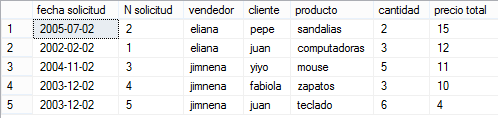 fecha solicitud N solicitud vendedor cliente producto cantidad precio total
1 2005-07-02 2 eliana pepe sandalias 2 15
2 2002-02-02 1 eliana juan computadoras 3 12
3 2004-11-02 3 jimnena yiyo mouse 5 11
4 2003-12-02 4 jimnena fabiola zapatos 3 10
5 2003-12-02 5 jimnena juan teclado 6 4